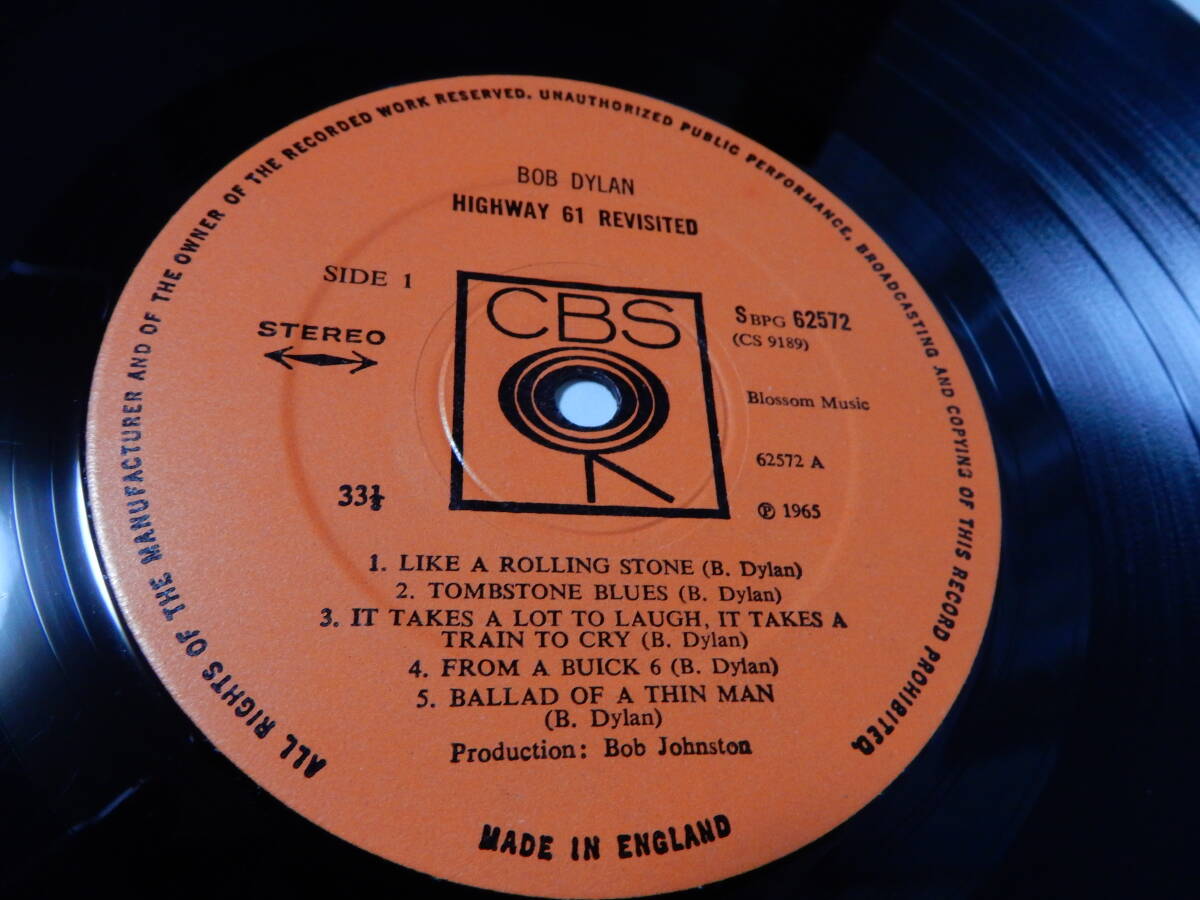 ALL RIGHTS OF THE MANUFACTURER AND OF THE OWNER OF THE RECORDED WORK RESERVED. UNAUTHORIZED PUBLIC PERFORMANCE, BROADCASTING AND COPYING OF THIS RECORD PROHIBITED.
BOB DYLAN
HIGHWAY 61 REVISITED
SIDE 1
STEREO
33⅓
CBS
SBPG 62572
(CS 9189)
Blossom Music
62572 A
℗ 1965
1. LIKE A ROLLING STONE (B. Dylan)
2. TOMBSTONE BLUES (B. Dylan)
3. IT TAKES A LOT TO LAUGH, IT TAKES A
TRAIN TO CRY (B. Dylan)
4. FROM A BUICK 6 (B. Dylan)
5. BALLAD OF A THIN MAN
(B. Dylan)
Production: Bob Johnston
MADE IN ENGLAND